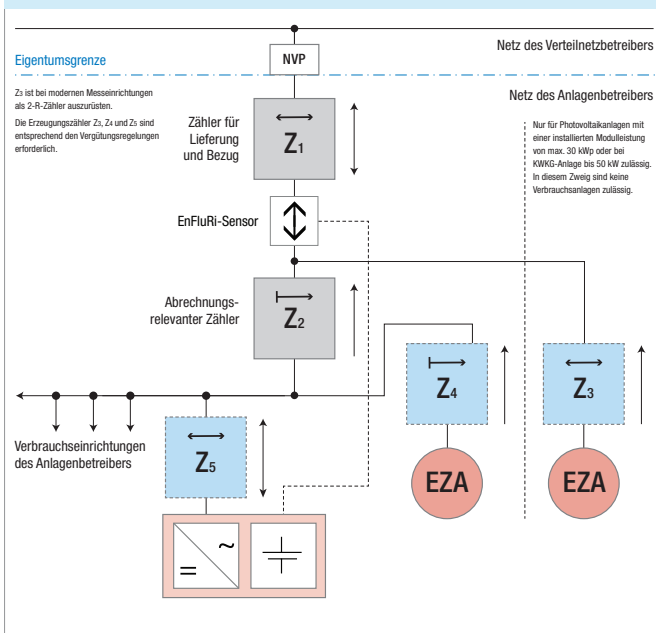 Netz des Verteilnetzbetreibers
Eigentumsgrenze
NVP
Z3 ist bei modernen Messeinrichtungen
als 2-R-Zähler auszurüsten.
Die Erzeugungszähler Z3, Z4 und Z5 sind
entsprechend den Vergütungsregelungen
erforderlich.
Netz des Anlagenbetreibers
Zähler für
Lieferung
und Bezug
Z1
Nur für Photovoltaikanlagen mit
einer installierten Modulleistung
von max. 30 kWp oder bei
KWKG-Anlage bis 50 kW zulässig.
In diesem Zweig sind keine
Verbrauchsanlagen zulässig.
EnFluRi-Sensor
Abrechnungs-
relevanter Zähler
Z2
Z4
Z3
Verbrauchseinrichtungen
des Anlagenbetreibers
Z5
EZA
EZA
= ~